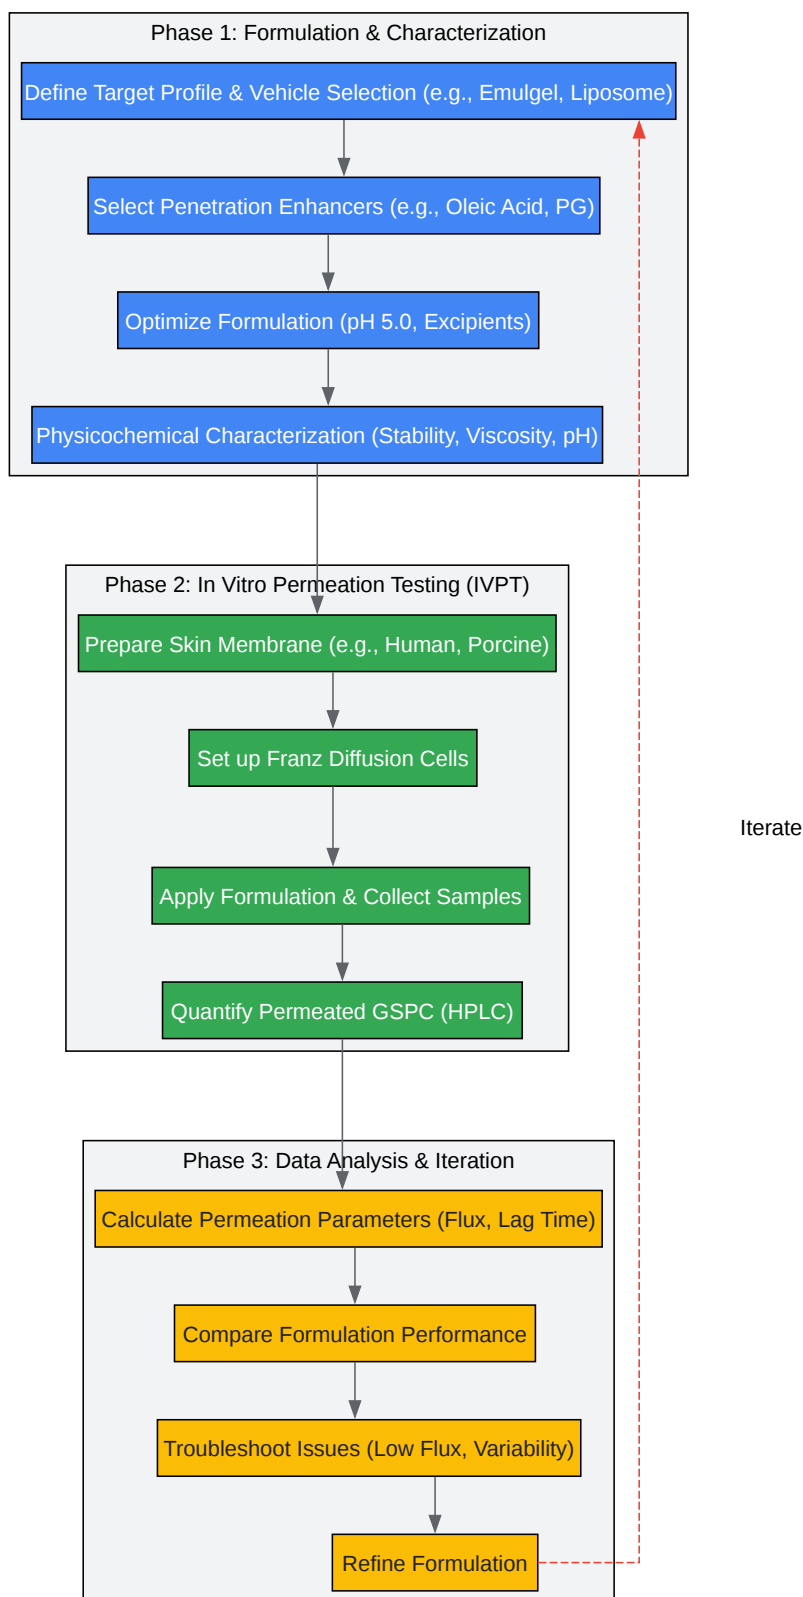 Phase 1: Formulation & Characterization
Define Target Profile & Vehicle Selection (e.g., Emulgel, Liposome)
Select Penetration Enhancers (e.g., Oleic Acid, PG)
Optimize Formulation (pH 5.0, Excipients)
Physicochemical Characterization (Stability, Viscosity, pH)
Phase 2: In Vitro Permeation Testing (IVPT)
Prepare Skin Membrane (e.g., Human, Porcine)
Set up Franz Diffusion Cells
Iterate
Apply Formulation & Collect Samples
Quantify Permeated GSPC (HPLC)
Phase 3: Data Analysis & Iteration
Calculate Permeation Parameters (Flux, Lag Time)
Compare Formulation Performance
Troubleshoot Issues (Low Flux, Variability)
Refine Formulation